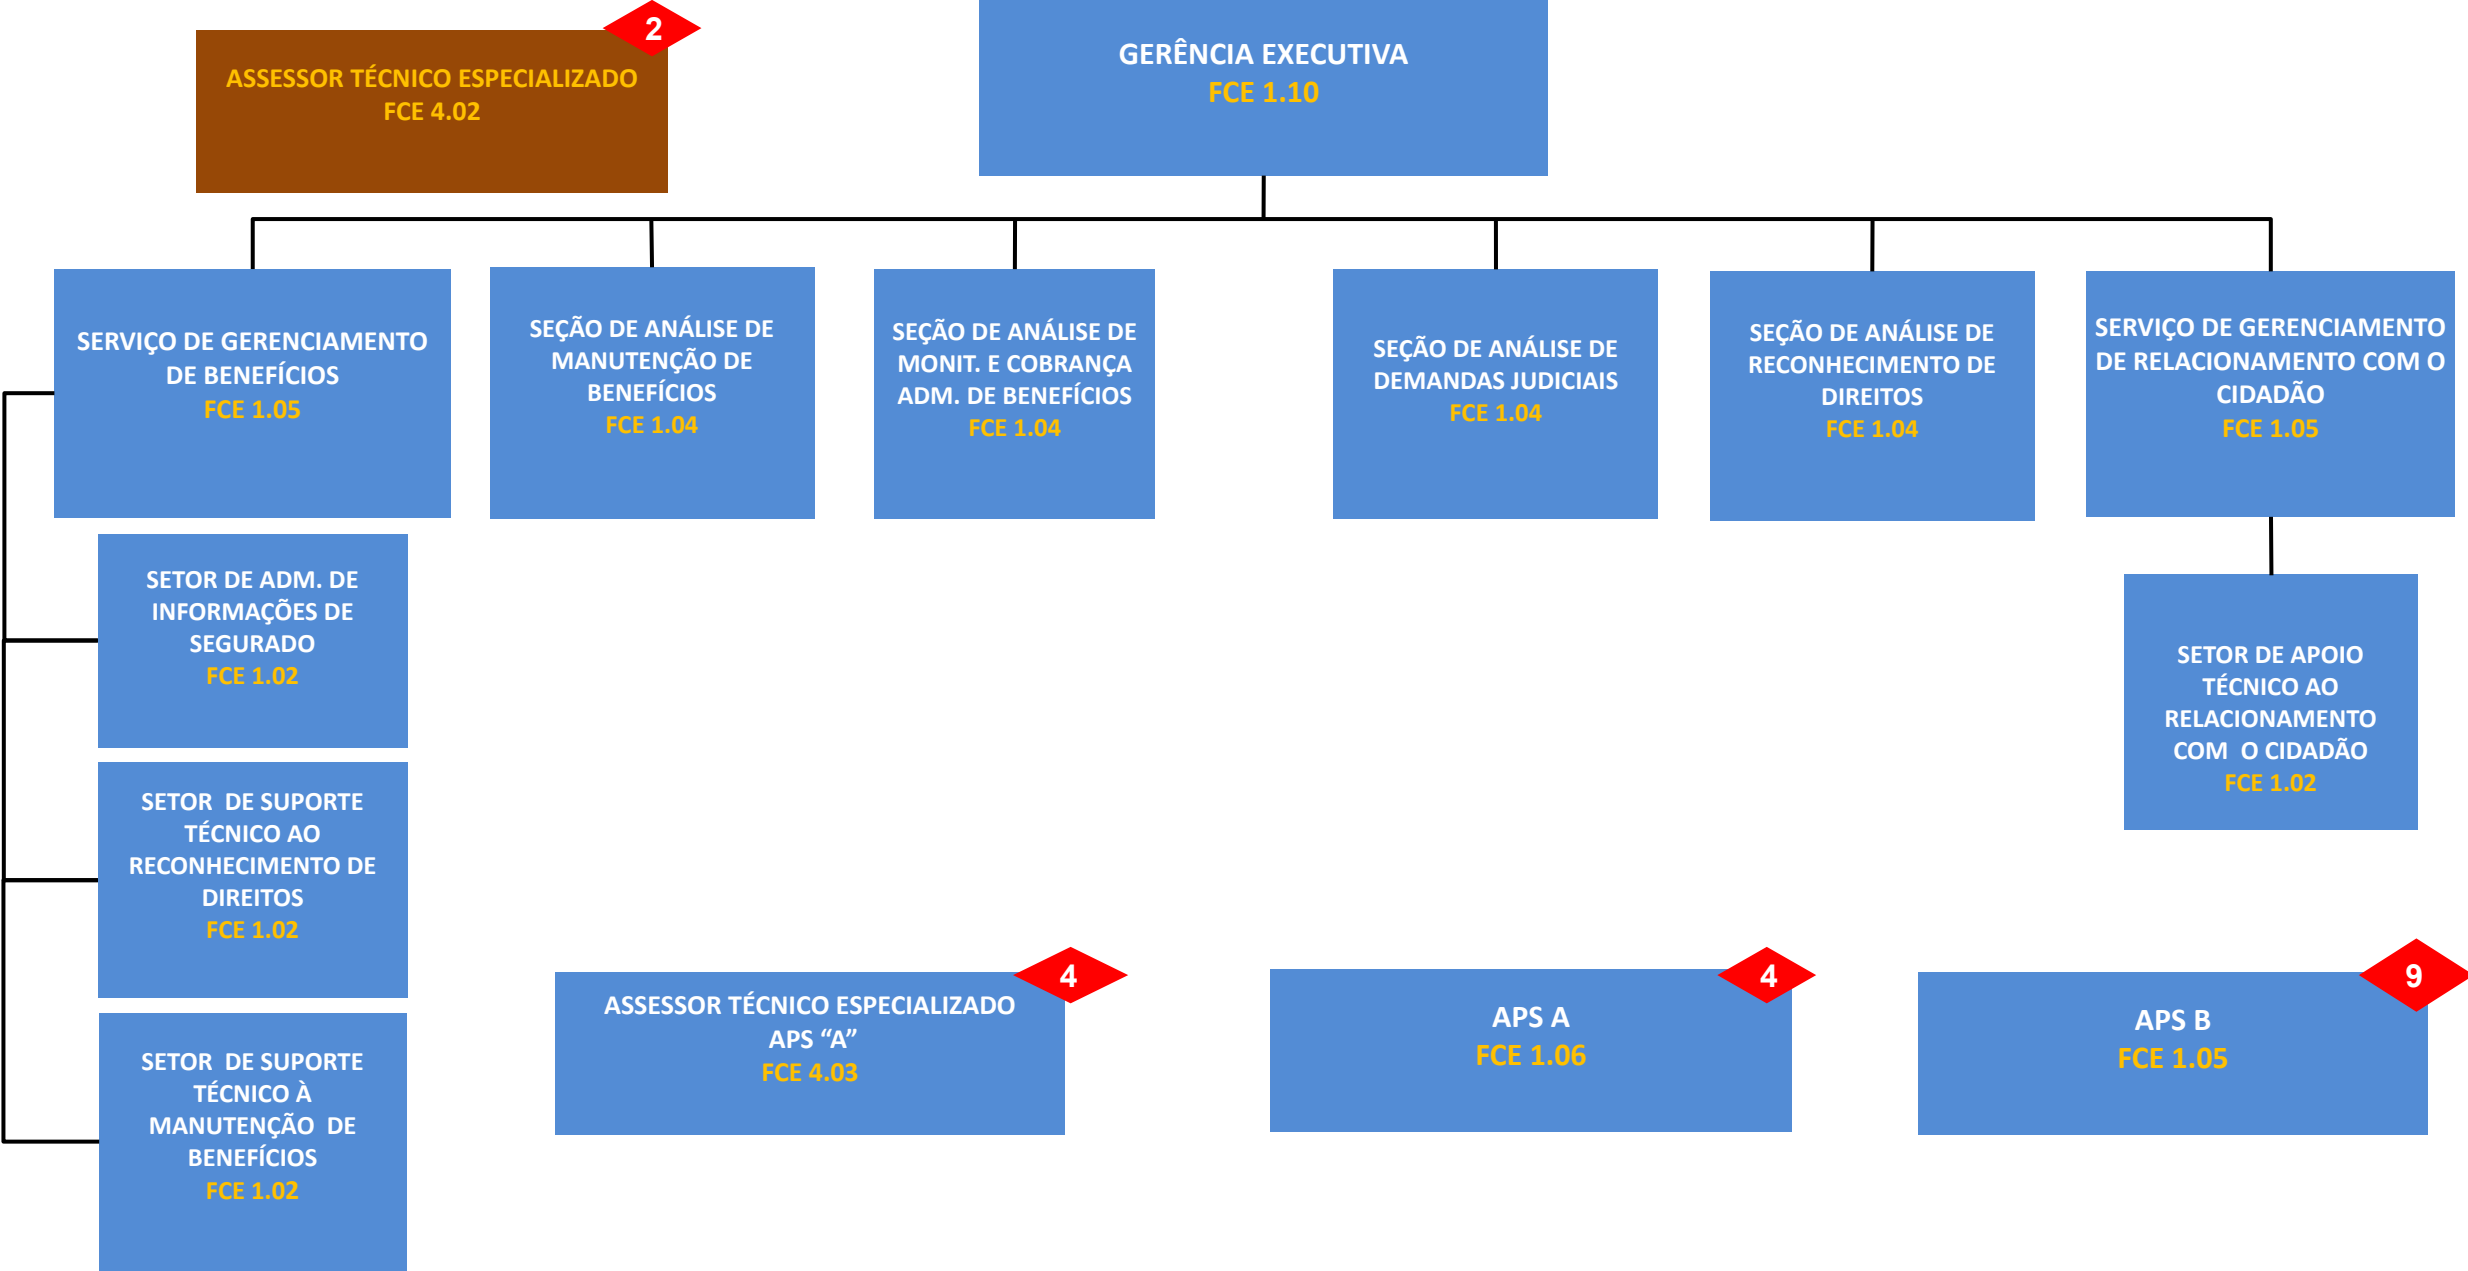 2
ASSESSOR TÉCNICO ESPECIALIZADO
FCE 4.02
GERÊNCIA EXECUTIVA
FCE 1.10
SERVIÇO DE GERENCIAMENTO
DE BENEFÍCIOS
FCE 1.05
SEÇÃO DE ANÁLISE DE
MANUTENÇÃO DE
BENEFÍCIOS
FCE 1.04
SEÇÃO DE ANÁLISE DE
MONIT. E COBRANÇA
ADM. DE BENEFÍCIOS
FCE 1.04
SEÇÃO DE ANÁLISE DE
DEMANDAS JUDICIAIS
FCE 1.04
SEÇÃO DE ANÁLISE DE
RECONHECIMENTO DE
DIREITOS
FCE 1.04
SERVIÇO DE GERENCIAMENTO
DE RELACIONAMENTO COM O
CIDADÃO
FCE 1.05
SETOR DE ADM. DE
INFORMAÇÕES DE
SEGURADO
FCE 1.02
SETOR DE APOIO
TÉCNICO AO
RELACIONAMENTO
COM O CIDADÃO
FCE 1.02
SETOR DE SUPORTE
TÉCNICO AO
RECONHECIMENTO DE
DIREITOS
FCE 1.02
SETOR DE SUPORTE
TÉCNICO À
MANUTENÇÃO DE
BENEFÍCIOS
FCE 1.02
4
ASSESSOR TÉCNICO ESPECIALIZADO
APS “A”
FCE 4.03
4
APS A
FCE 1.06
9
APS B
FCE 1.05